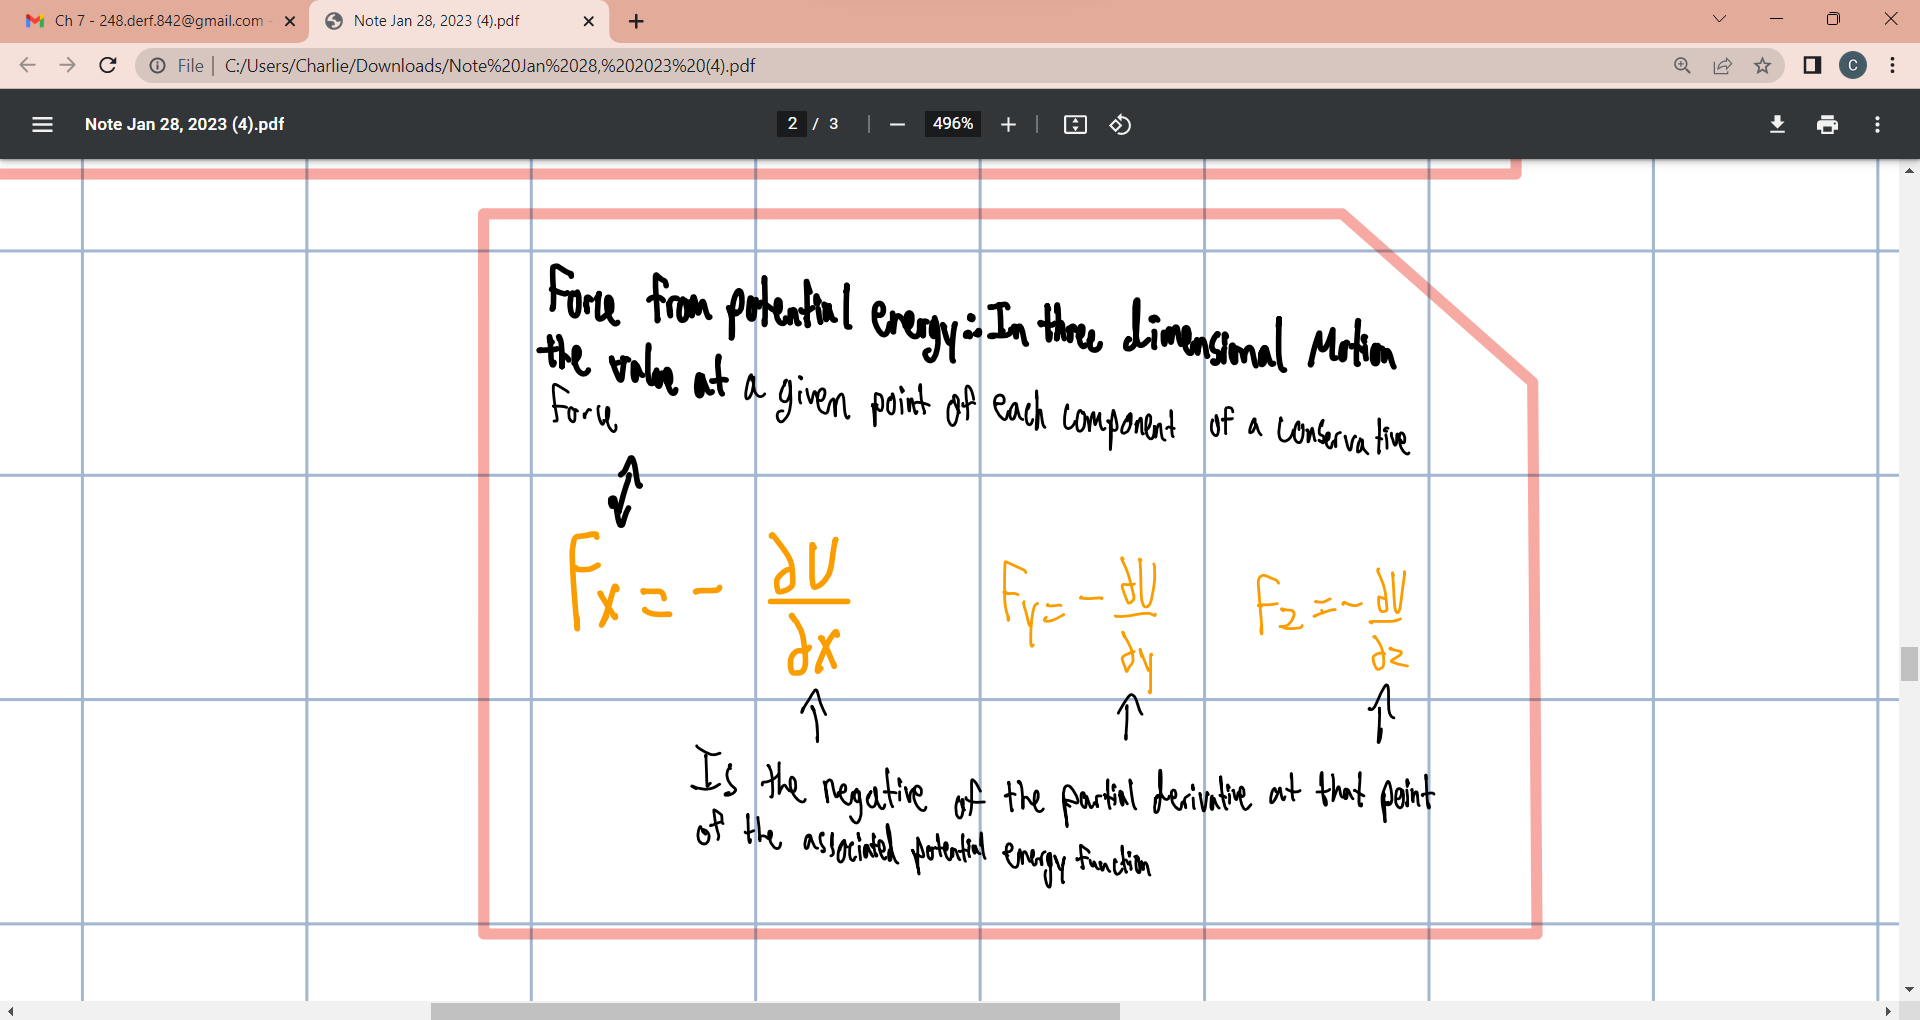 Ch 7 - 248.derf.842@gmail.com -
Note Jan 28, 2023 (4).pdf
File | C:/Users/Charlie/Downloads/Note%20Jan%2028,%202023%20(4).pdf
C
Note Jan 28, 2023 (4).pdf
2 / 3
496%
Force from potential energy: In three dimensional Motion
the value at a given point of each component of a conservative
Force
Fx = - ∂U/∂x Fy = - ∂U/∂y Fz = - ∂U/∂z
Is the negative of the partial derivative at that point
of the associated potential energy function